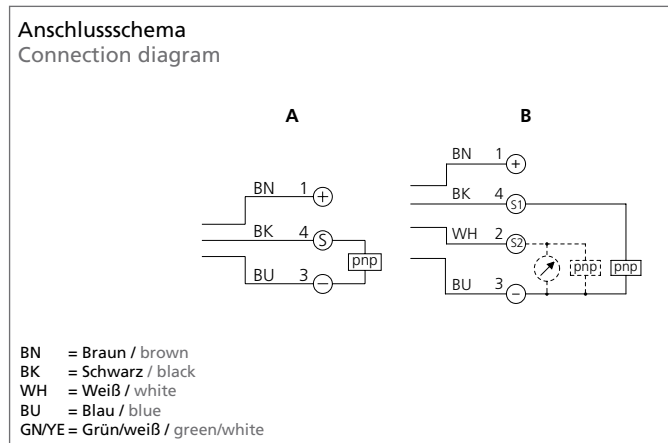 Anschlussschema
Connection diagram
A
BN 1 +
BK 4 S
pnp
BU 3 −
B
BN 1 +
BK 4 S1
WH 2 S2
pnp pnp
BU 3 −
BN = Braun / brown
BK = Schwarz / black
WH = Weiß / white
BU = Blau / blue
GN/YE = Grün/weiß / green/white